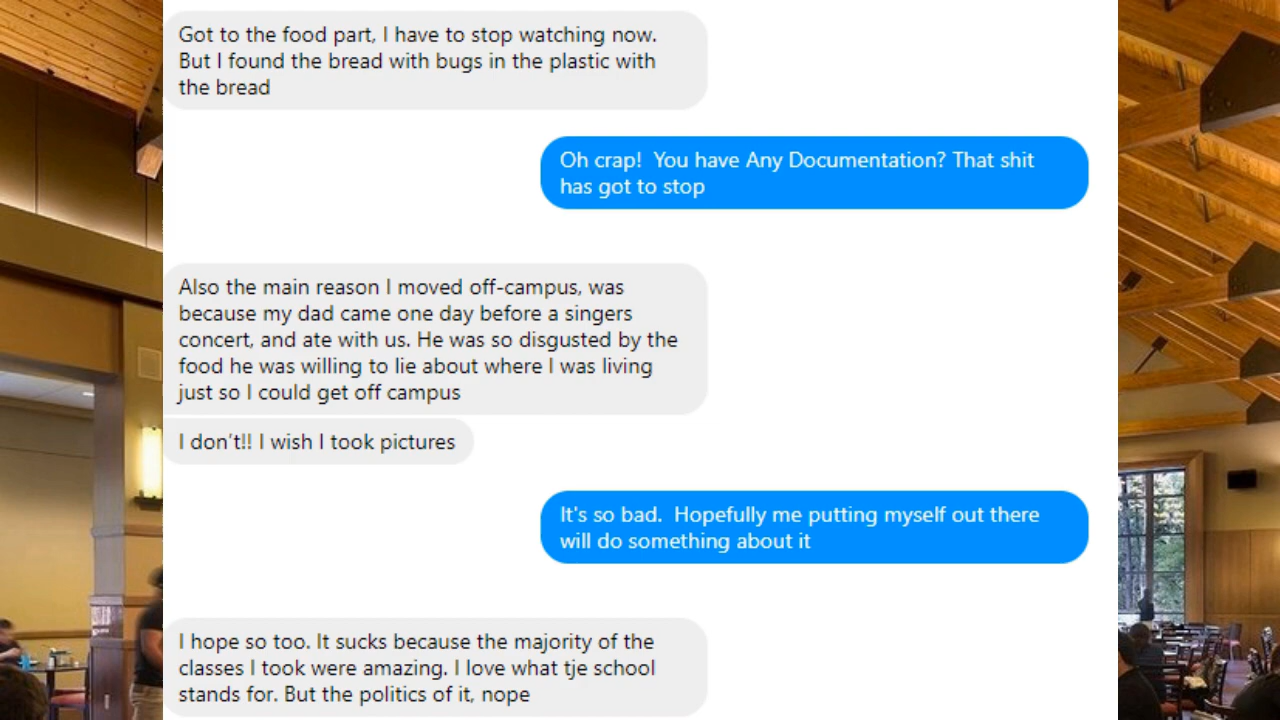 Got to the food part, I have to stop watching now.
But I found the bread with bugs in the plastic with
the bread
Oh crap!  You have Any Documentation? That shit
has got to stop
Also the main reason I moved off-campus, was
because my dad came one day before a singers
concert, and ate with us. He was so disgusted by the
food he was willing to lie about where I was living
just so I could get off campus
I don't!! I wish I took pictures
It's so bad.  Hopefully me putting myself out there
will do something about it
I hope so too. It sucks because the majority of the
classes I took were amazing. I love what tje school
stands for. But the politics of it, nope